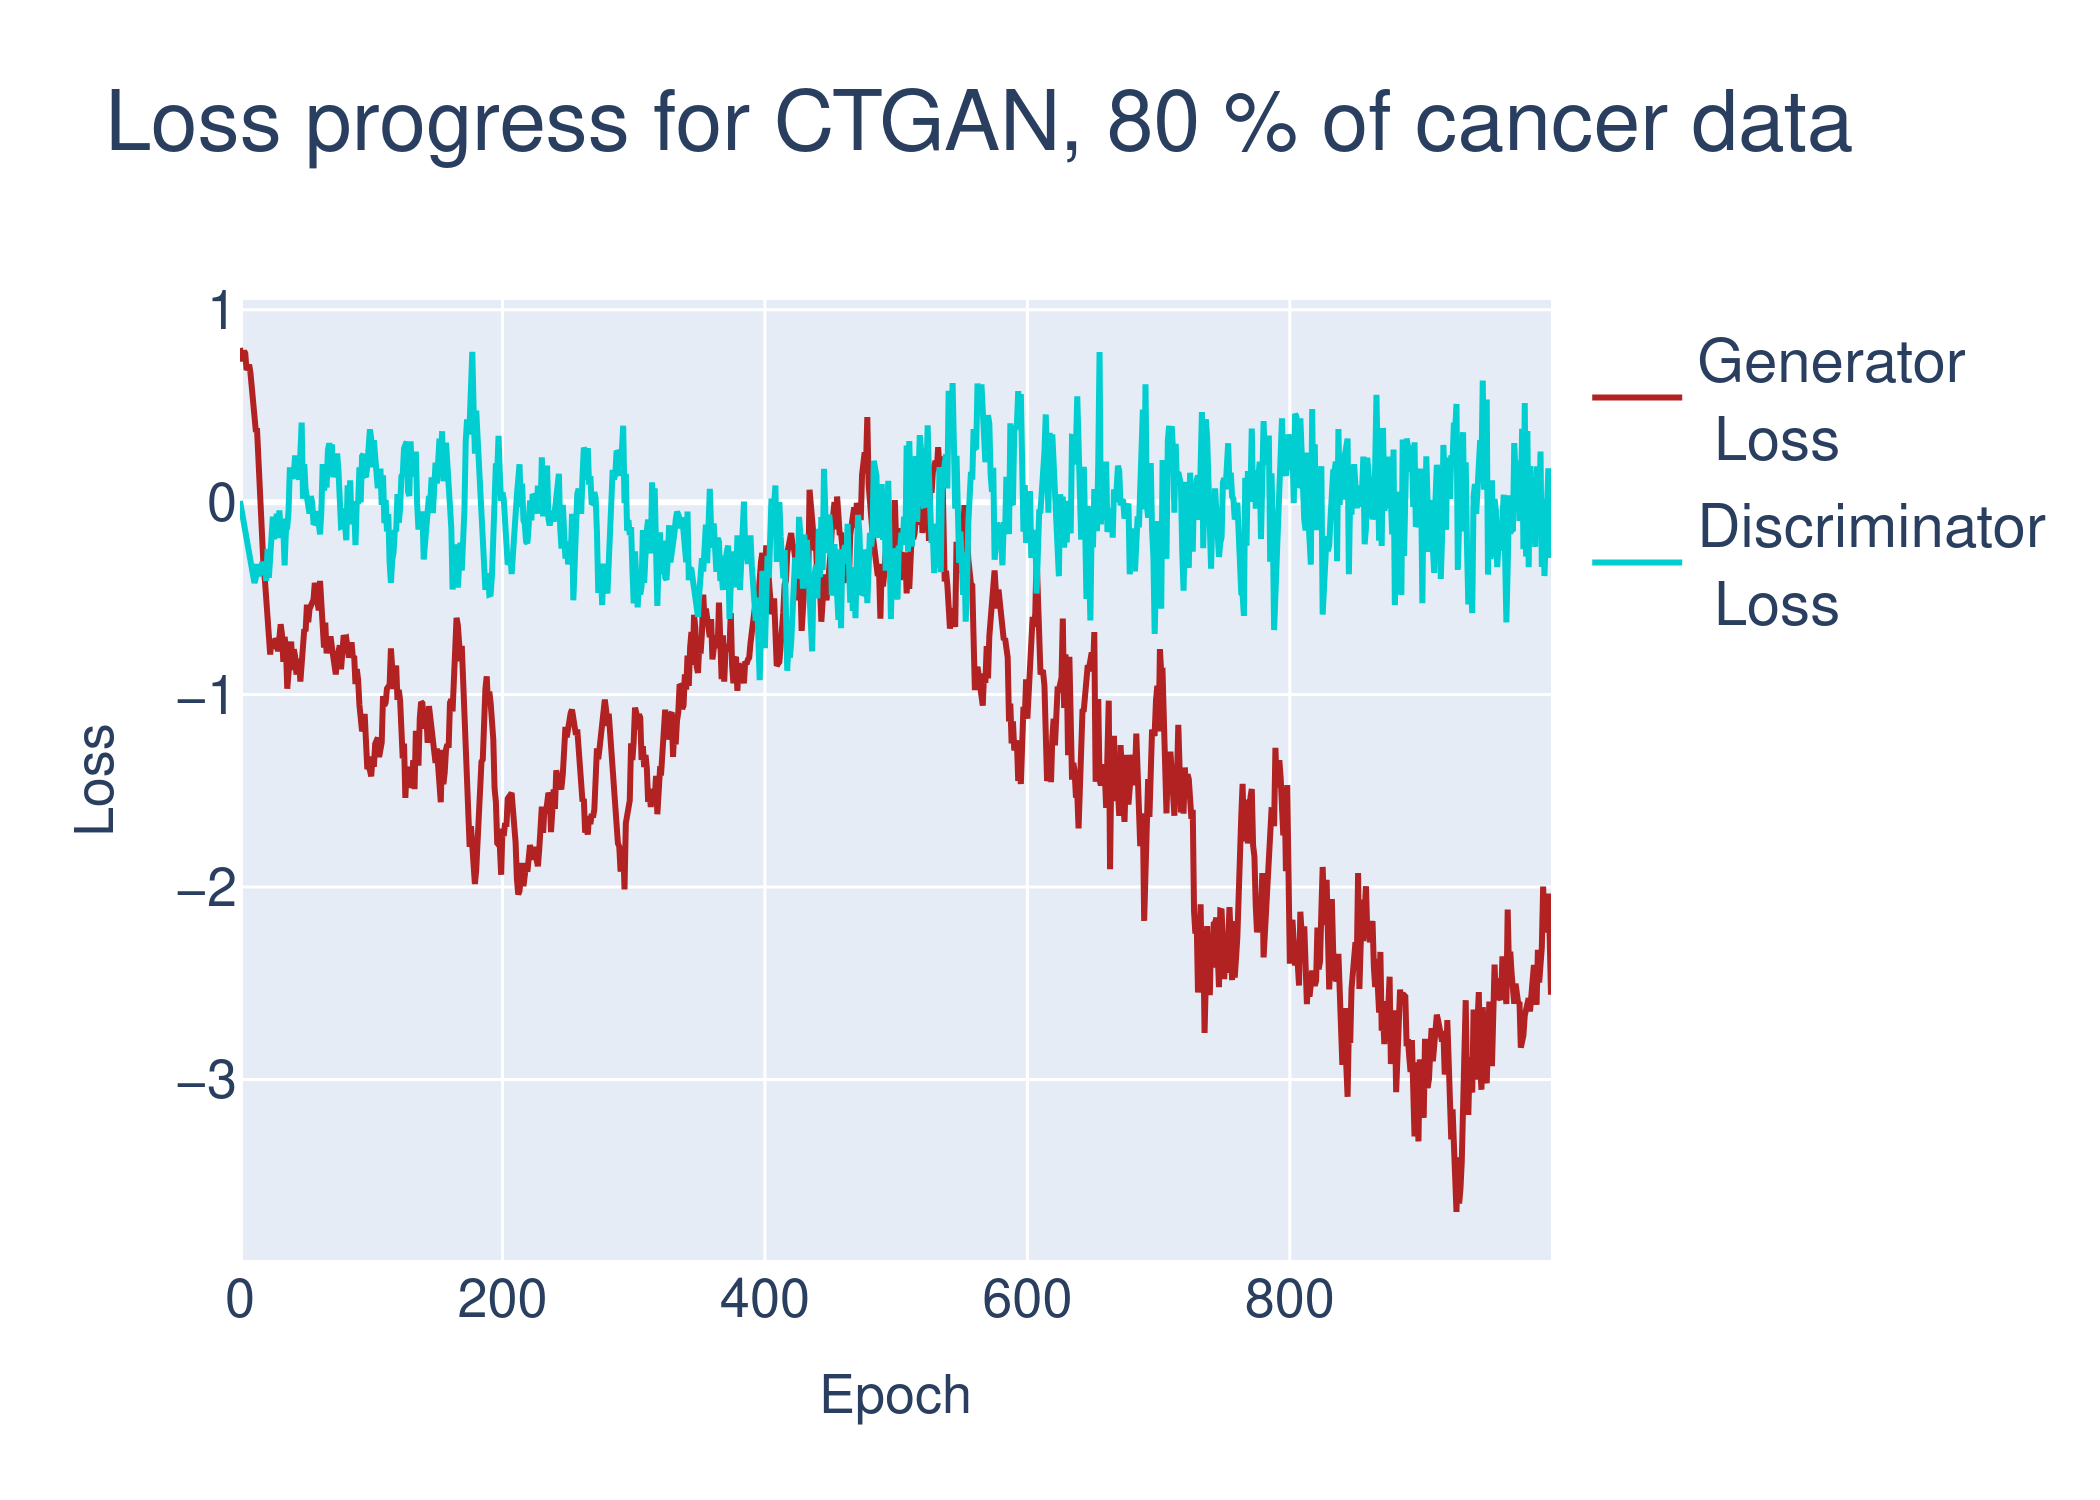 Loss progress for CTGAN, 80 % of cancer data
1
0
−1
−2
−3
Loss
0
200
400
600
800
Epoch
Generator
Loss
Discriminator
Loss